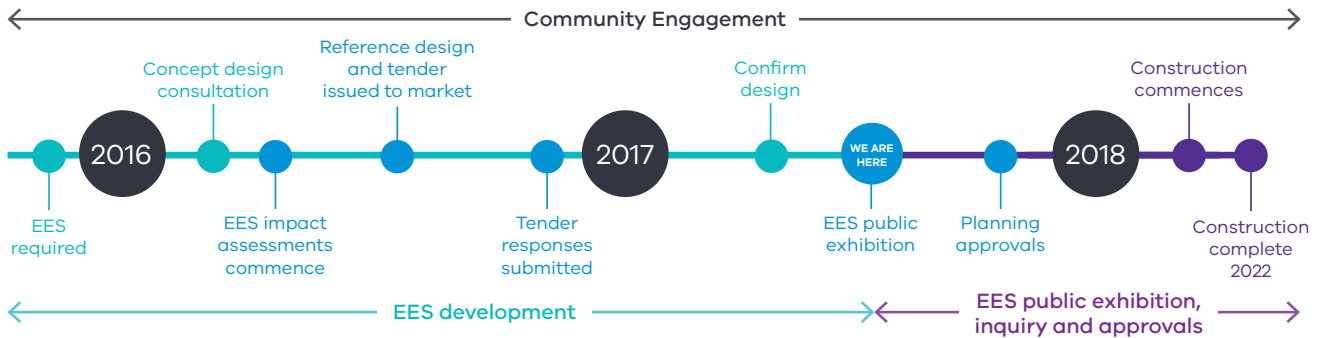 Community Engagement
Reference design
and tender
issued to market
Concept design
consultation
Confirm
design
Construction
commences
2016
2017
WE ARE
HERE
2018
EES
required
EES impact
assessments
commence
Tender
responses
submitted
EES public
exhibition
Planning
approvals
Construction
complete
2022
EES development
EES public exhibition,
inquiry and approvals